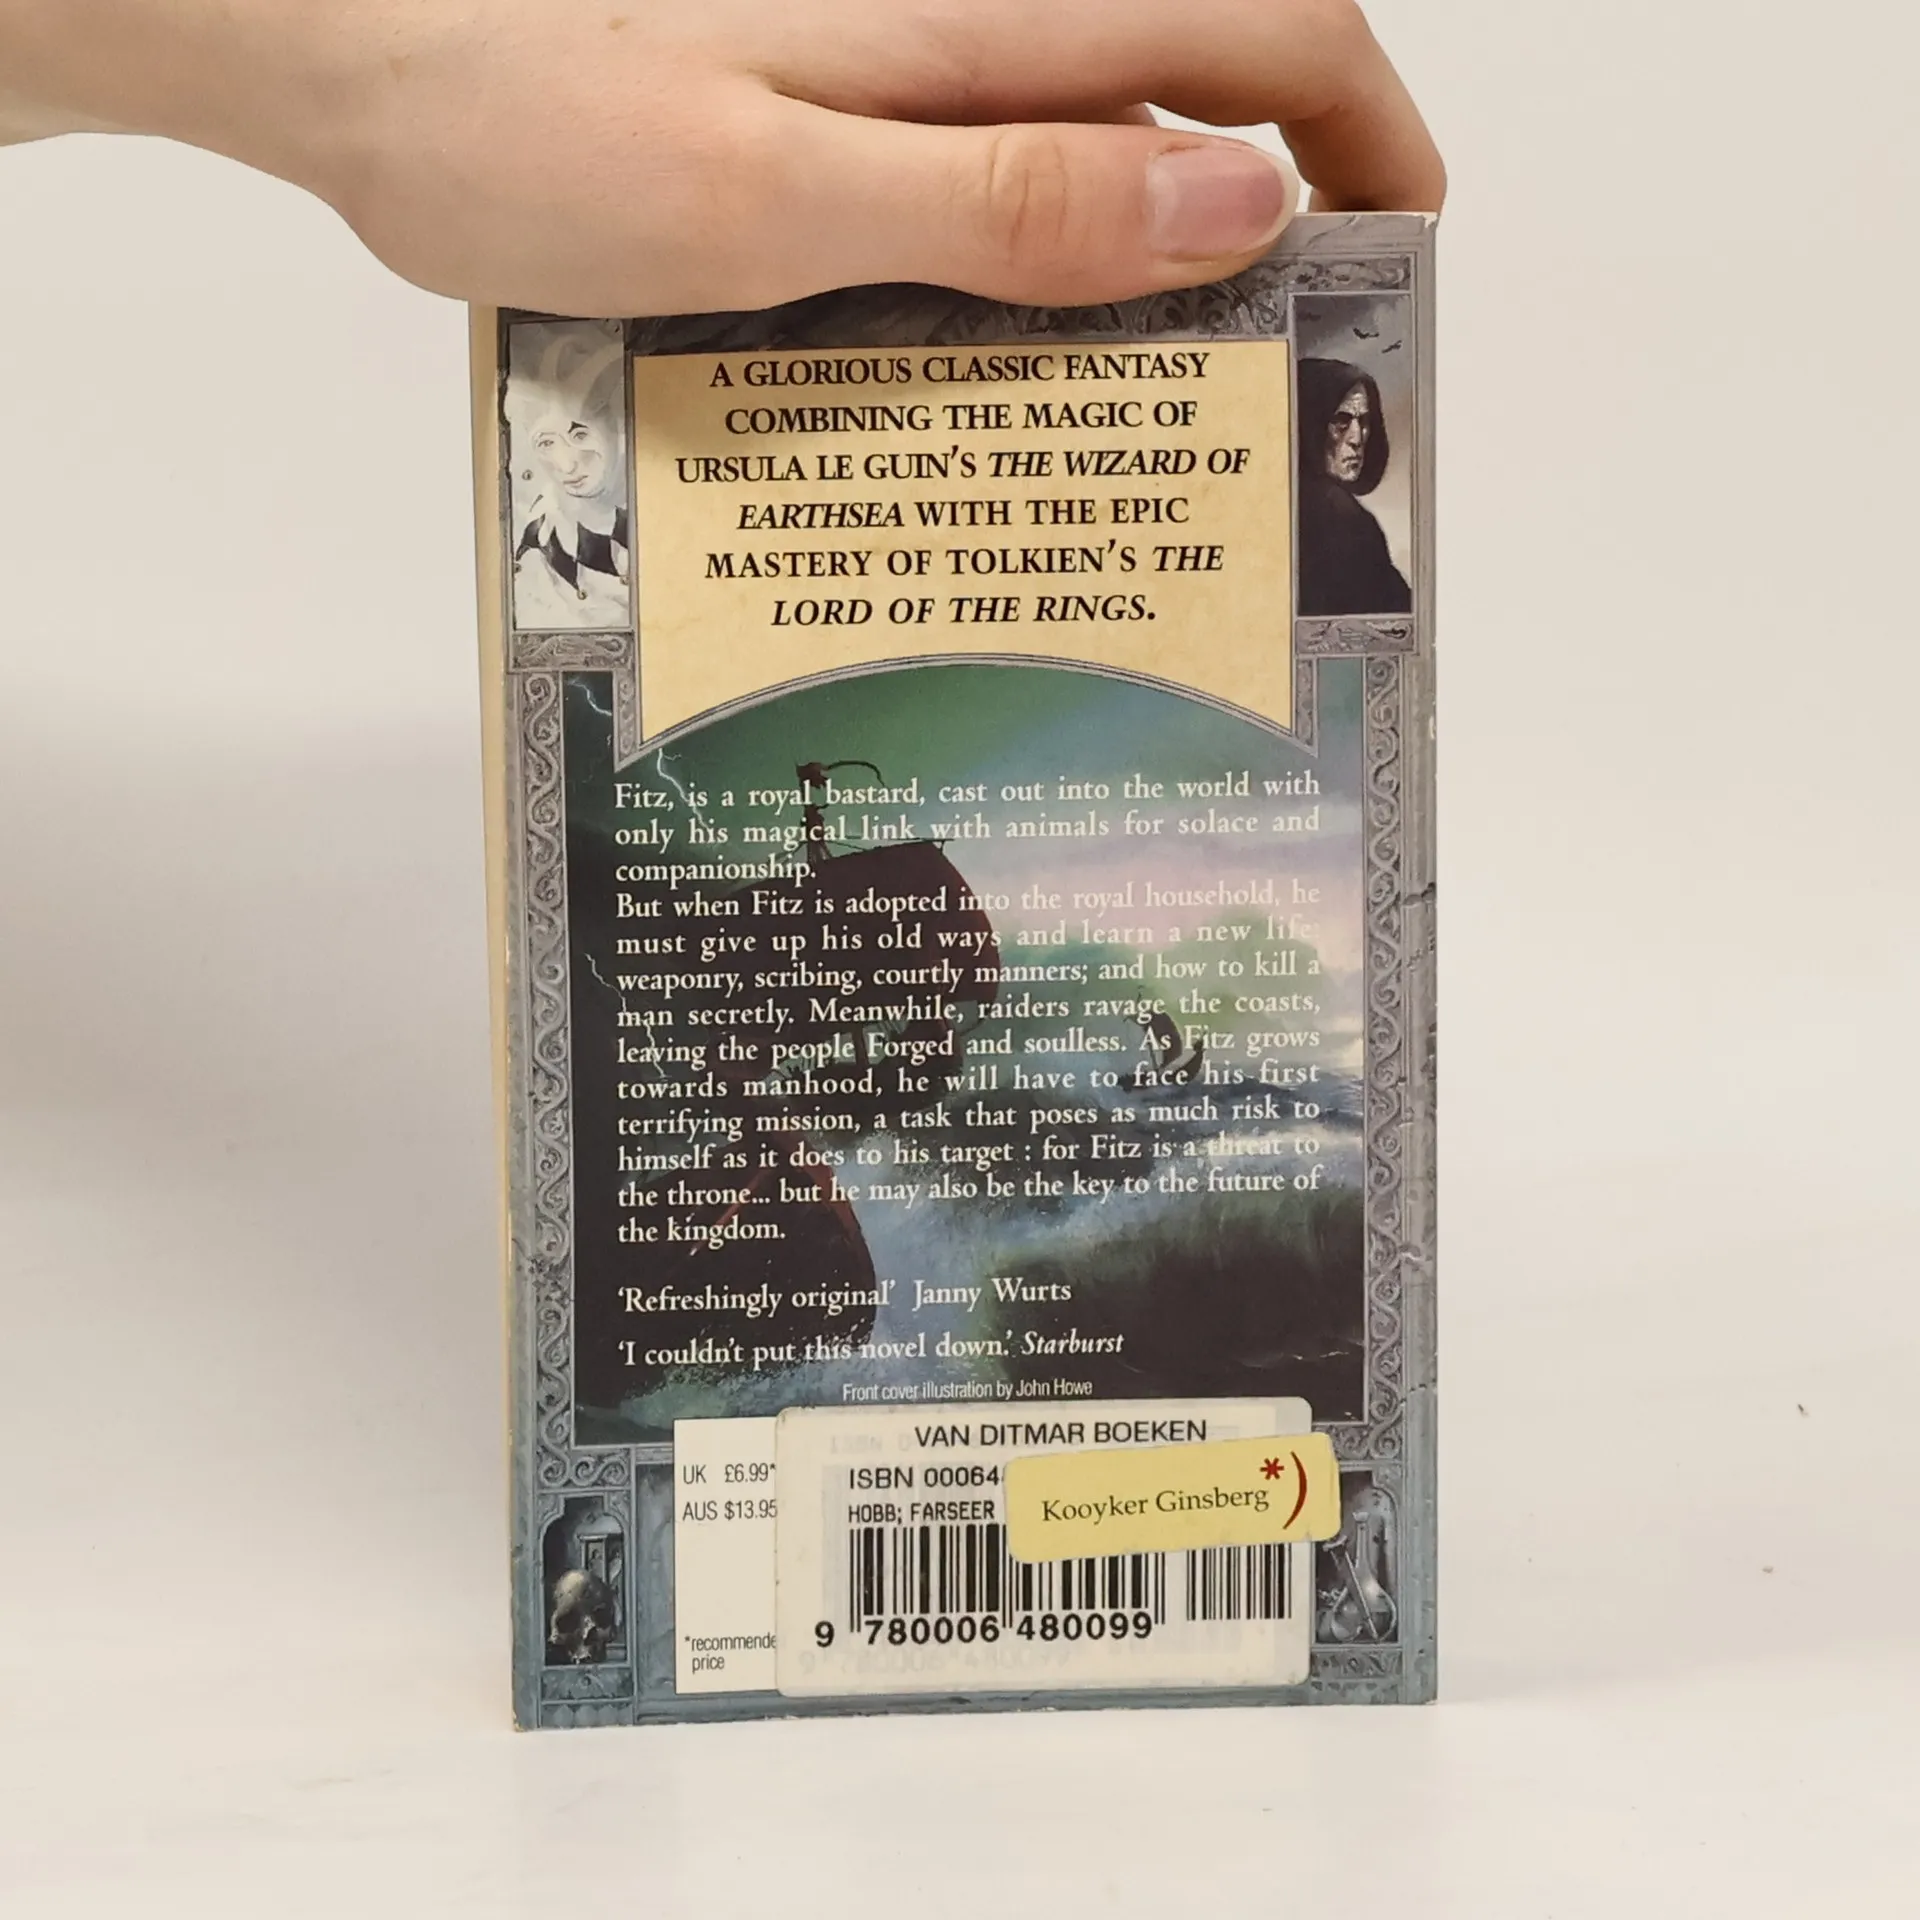 A GLORIOUS CLASSIC FANTASY
COMBINING THE MAGIC OF
URSULA LE GUIN'S THE WIZARD OF
EARTHSEA WITH THE EPIC
MASTERY OF TOLKIEN'S THE
LORD OF THE RINGS.
Fitz, is a royal bastard, cast out into the world with
only his magical link with animals for solace and
companionship.
But when Fitz is adopted into the royal household, he
must give up his old ways and learn a new life:
weaponry, scribing, courtly manners; and how to kill a
man secretly. Meanwhile, raiders ravage the coasts,
leaving the people Forged and soulless. As Fitz grows
towards manhood, he will have to face his first
terrifying mission, a task that poses as much risk to
himself as it does to his target : for Fitz is a threat to
the throne... but he may also be the key to the future of
the kingdom.
'Refreshingly original' Janny Wurts
'I couldn't put this novel down.' Starburst
Front cover illustration by John Howe
VAN DITMAR BOEKEN
UK £6.99*
ISBN 00064
AUS $13.95
HOBB; FARSEER
Kooyker Ginsberg*)
9 780006 480099
*recommende
price